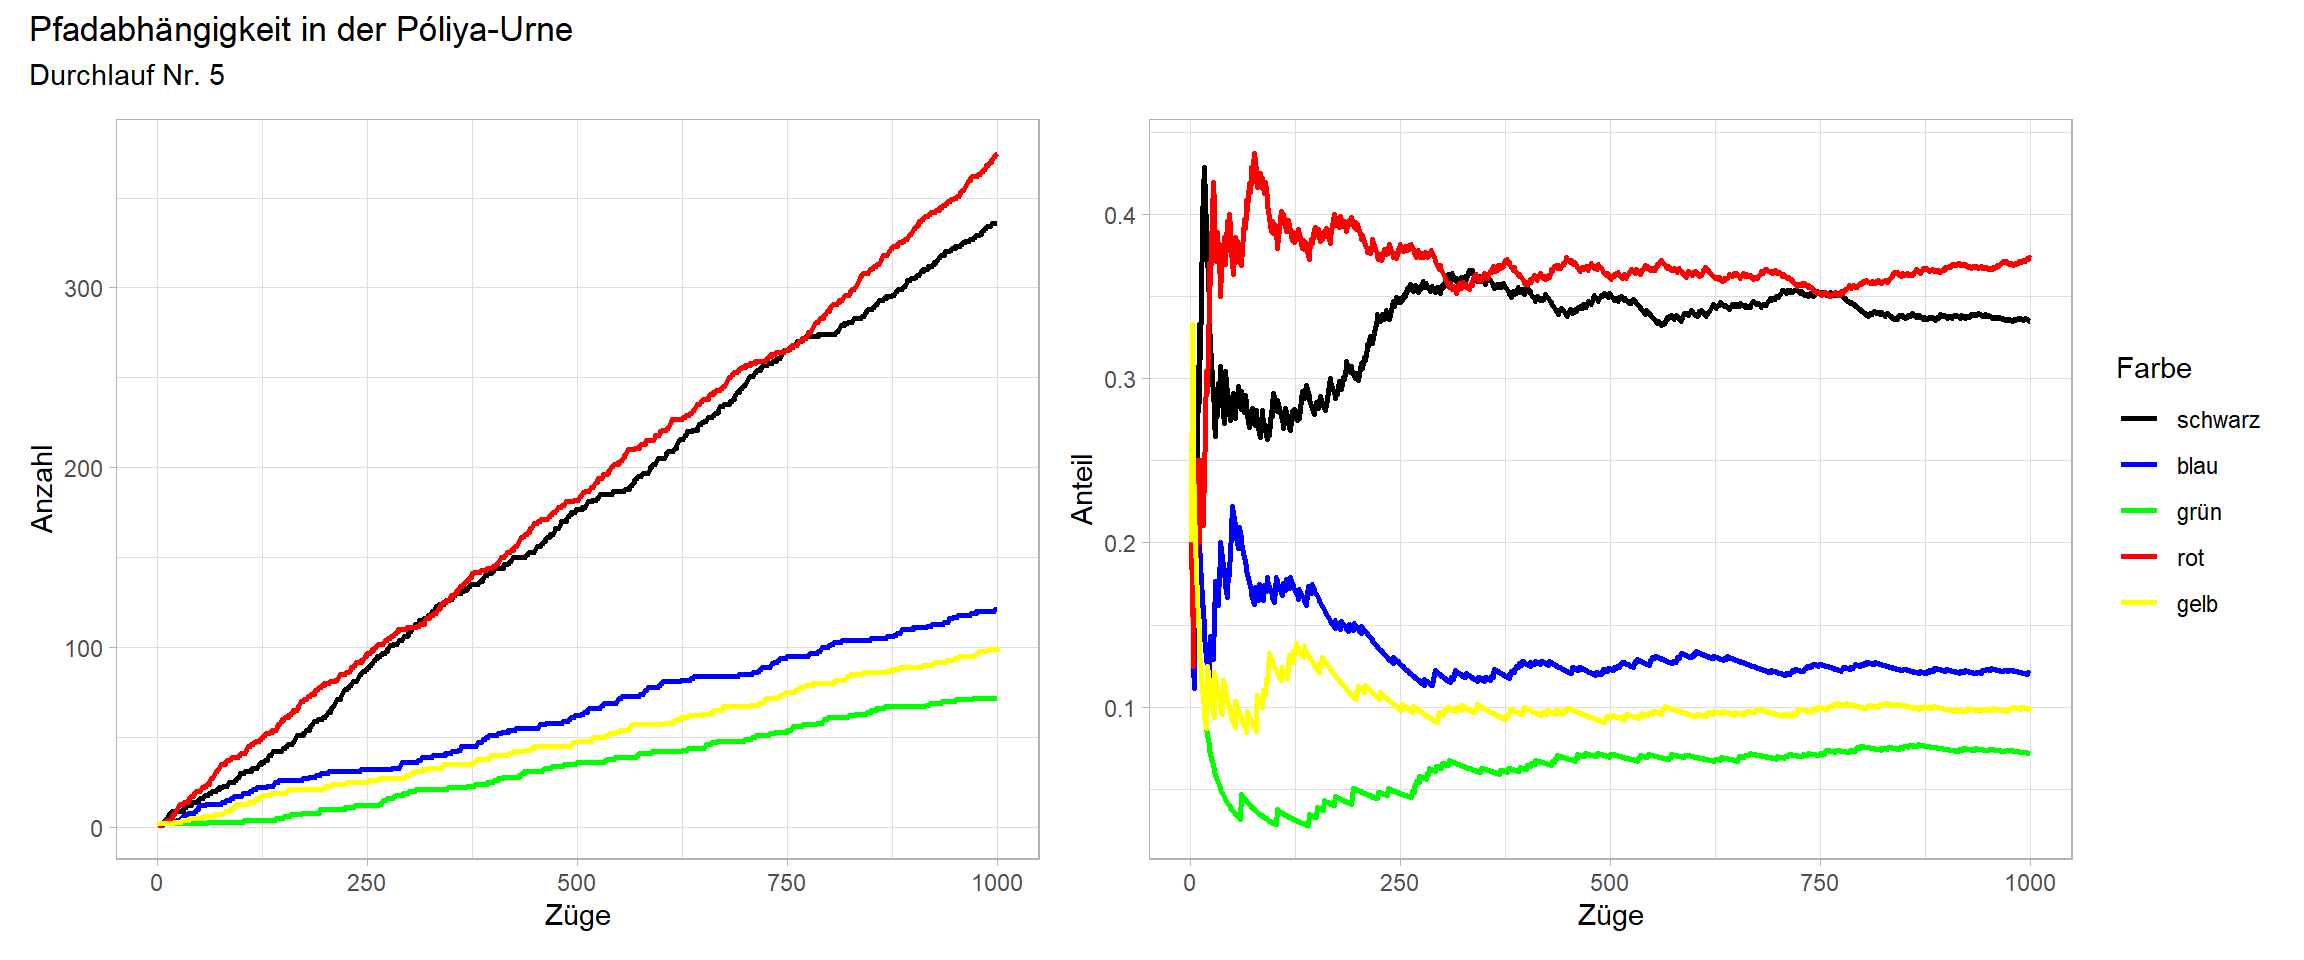 Pfadabhängigkeit in der Póliya-Urne
Durchlauf Nr. 5
Anzahl
300
200
100
0
0 250 500 750 1000
Züge
Anteil
0.4
0.3
0.2
0.1
0 250 500 750 1000
Züge
Farbe
schwarz
blau
grün
rot
gelb